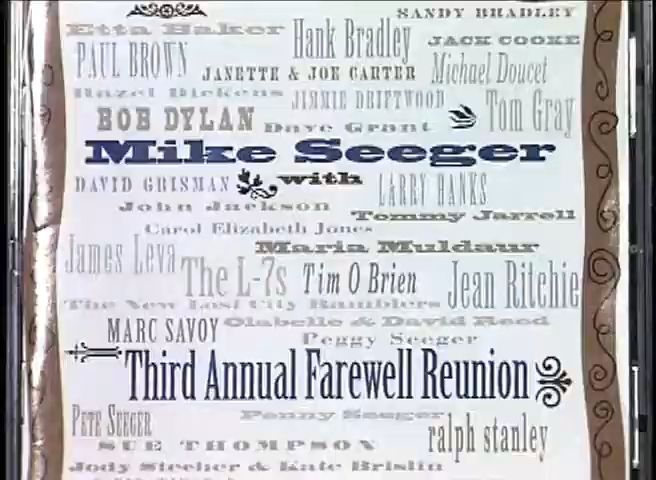 SANDY BRADLEY
Etta Baker Hank Bradley JACK COOKE
PAUL BROWN JANETTE & JOE CARTER Michael Doucet
Hazel Dickens JIMMIE DRIFTWOOD Tom Gray
BOB DYLAN Dave Grant
Mike Seeger
DAVID GRISMAN with LARRY HANKS
John Jackson Tommy Jarrell
Carol Elizabeth Jones
James Leva Maria Muldaur
The L-7s Tim O Brien Jean Ritchie
The New Lost City Ramblers
MARC SAVOY Olabelle & David Reed
Peggy Seeger
Third Annual Farewell Reunion
PETE SEEGER Penny Seeger
SUE THOMPSON ralph stanley
Jody Stecher & Kate Brislin